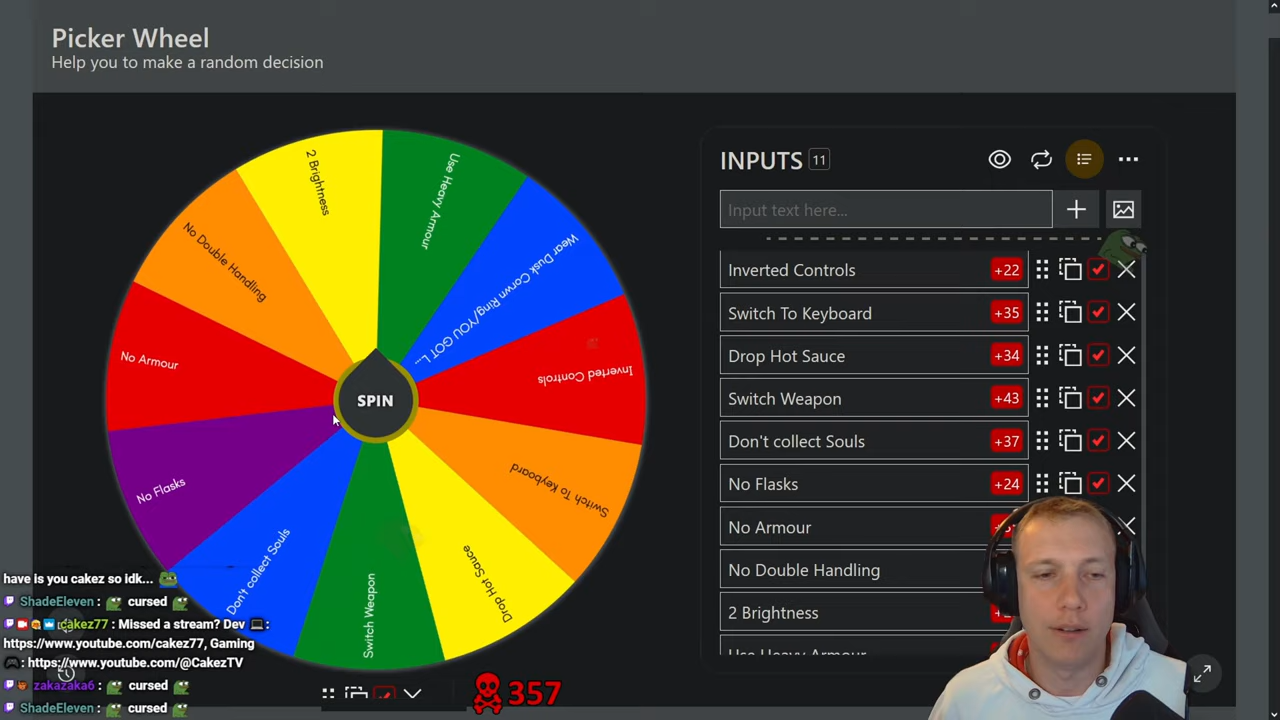 Picker Wheel
Help you to make a random decision
2 Brightness
Use Heavy Armour
Wear Dusk Corwn Ring/YOU GOT L...
Inverted Controls
Switch To Keyboard
Drop Hot Sauce
Switch Weapon
Don't collect Souls
No Flasks
No Armour
No Double Handling
SPIN
INPUTS 11
Input text here...
Inverted Controls +22
Switch To Keyboard +35
Drop Hot Sauce +34
Switch Weapon +43
Don't collect Souls +37
No Flasks +24
No Armour
No Double Handling
2 Brightness
Use Heavy Armour
have is you cakez so idk...
ShadeEleven : cursed
cakez77 : Missed a stream? Dev :
https://www.youtube.com/cakez77, Gaming
: https://www.youtube.com/@CakezTV
zakazaka6 : cursed
ShadeEleven : cursed
357